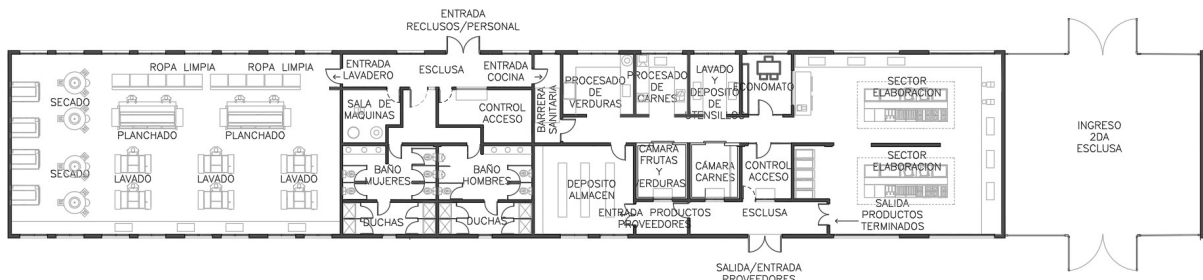 ENTRADA
RECLUSOS/PERSONAL
ROPA LIMPIA
ROPA LIMPIA
SECADO
PLANCHADO
PLANCHADO
SECADO
LAVADO
LAVADO
LAVADO
ENTRADA
LAVADERO
ESCLUSA
ENTRADA
COCINA
SALA DE
MAQUINAS
CONTROL
ACCESO
BARRERA
SANITARIA
BAÑO
MUJERES
BAÑO
HOMBRES
DUCHAS
DUCHAS
PROCESADO
DE
VERDURAS
PROCESADO
DE
CARNES
LAVADO
Y
DEPOSITO
DE
UTENSILLOS
ECONOMATO
DEPOSITO
ALMACEN
CÁMARA
FRUTAS
Y
VERDURAS
CÁMARA
CARNES
CONTROL
ACCESO
ENTRADA PRODUCTOS
PROVEEDORES
ESCLUSA
SECTOR
ELABORACION
SECTOR
ELABORACION
SALIDA
PRODUCTOS
TERMINADOS
SALIDA/ENTRADA
PROVEEDORES
INGRESO
2DA
ESCLUSA